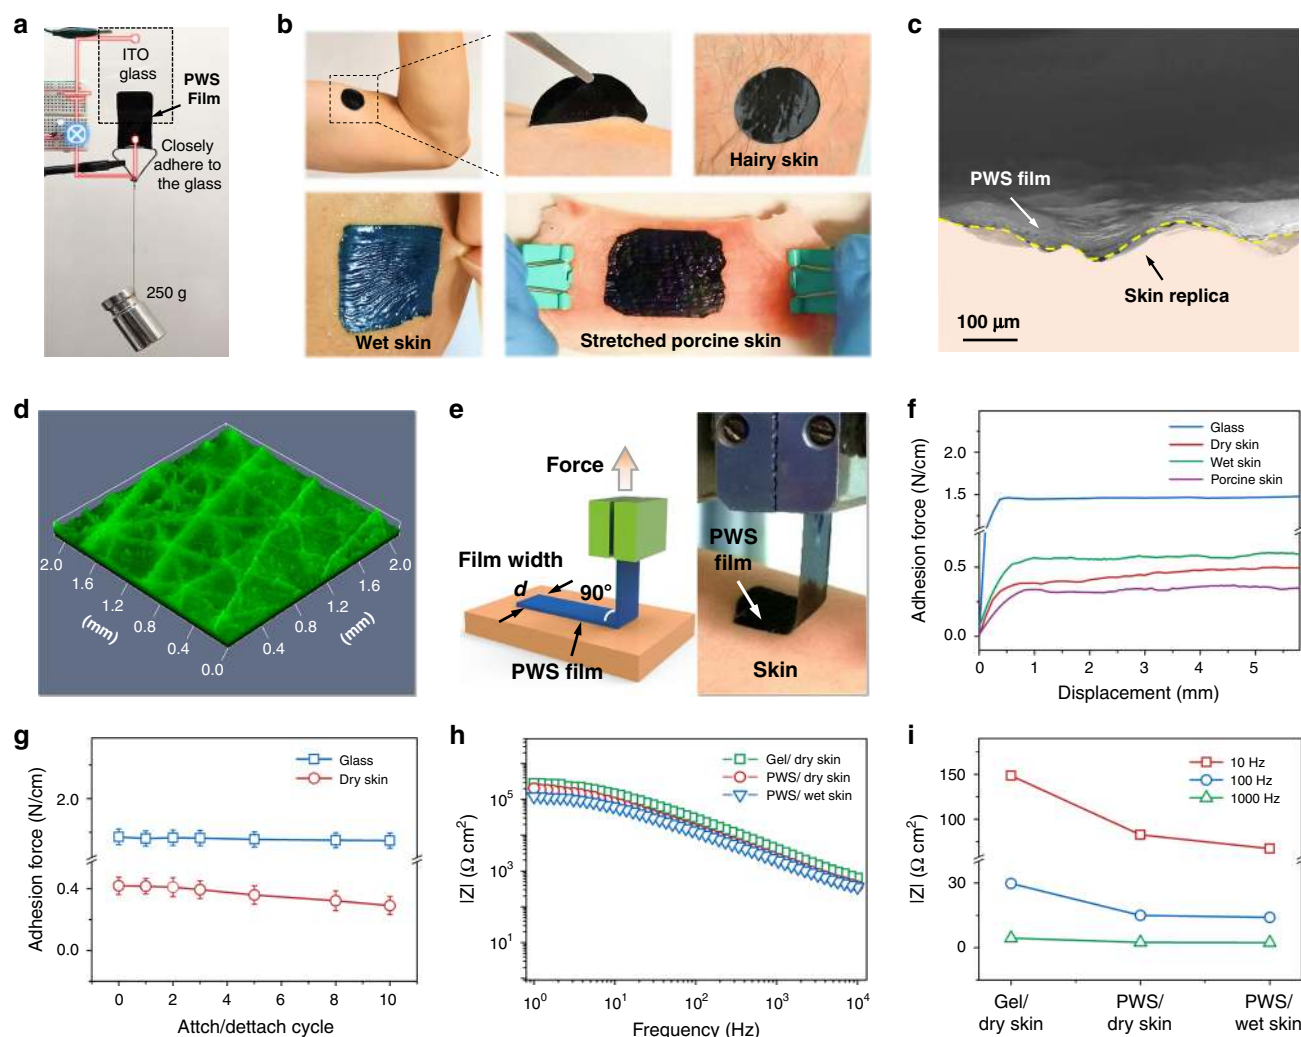 a
ITO
glass
PWS
Film
Closely
adhere to
the glass
250 g
b
Hairy skin
Wet skin
Stretched porcine skin
c
PWS film
Skin replica
100 µm
d
2.0
1.6
1.2
0.8
0.4
0.0
(mm)
0.4
0.8
1.2
1.6
2.0
(mm)
e
Force
Film width
d
90°
PWS film
PWS
film
Skin
f
Adhesion force (N/cm)
2.0
1.5
0.5
0.0
Glass
Dry skin
Wet skin
Porcine skin
0 1 2 3 4 5
Displacement (mm)
g
Adhesion force (N/cm)
2.0
0.4
0.0
Glass
Dry skin
0 2 4 6 8 10
Attch/dettach cycle
h
|Z| (Ω cm²)
10⁵
10³
10¹
Gel/ dry skin
PWS/ dry skin
PWS/ wet skin
10⁰ 10¹ 10² 10³ 10⁴
Frequency (Hz)
i
|Z| (Ω cm²)
150
100
30
0
10 Hz
100 Hz
1000 Hz
Gel/ PWS/ PWS/
dry skin dry skin wet skin